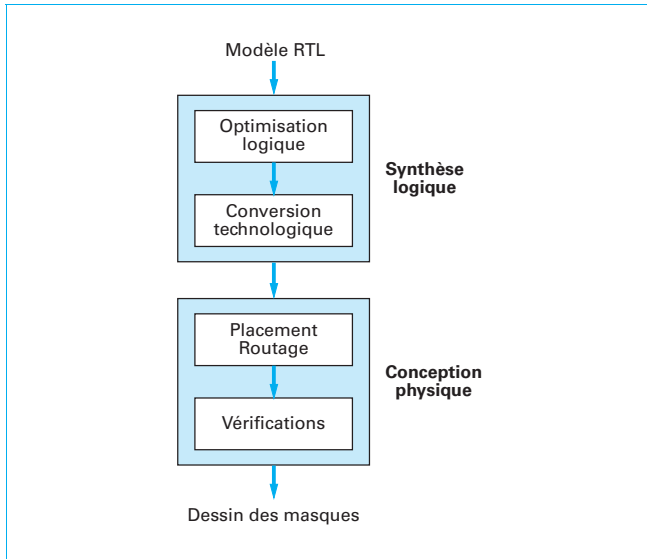 Modèle RTL
Optimisation
logique
Synthèse
logique
Conversion
technologique
Placement
Routage
Conception
physique
Vérifications
Dessin des masques